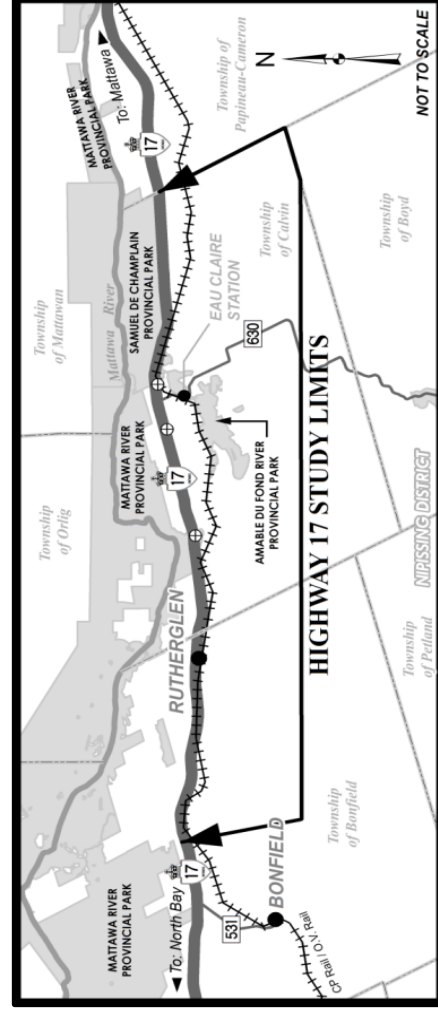 Township
of Mattawan
MATTAWA RIVER
PROVINCIAL PARK
To: Mattawa
Township
of Orlig
Mattawa River
17
MATTAWA RIVER
PROVINCIAL PARK
SAMUEL DE CHAMPLAIN
PROVINCIAL PARK
Township of
Papineau-Cameron
N
MATTAWA RIVER
PROVINCIAL PARK
17
To: North Bay
17
RUTHERGLEN
EAU CLAIRE
STATION
630
Township
of Calvin
531
AMABLE DU FOND RIVER
PROVINCIAL PARK
BONFIELD
HIGHWAY 17 STUDY LIMITS
CP Rail / O.V. Rail
Township
of Bonfield
Township
of Petland
NIPISSING DISTRICT
Township
of Boyd
NOT TO SCALE